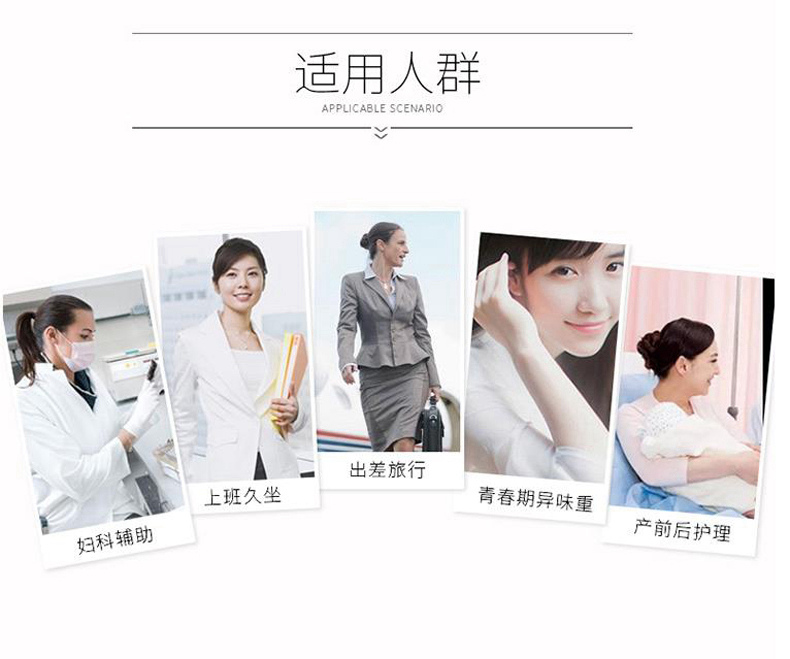 适用人群
APPLICABLE SCENARIO
妇科辅助
上班久坐
出差旅行
青春期异味重
产前后护理